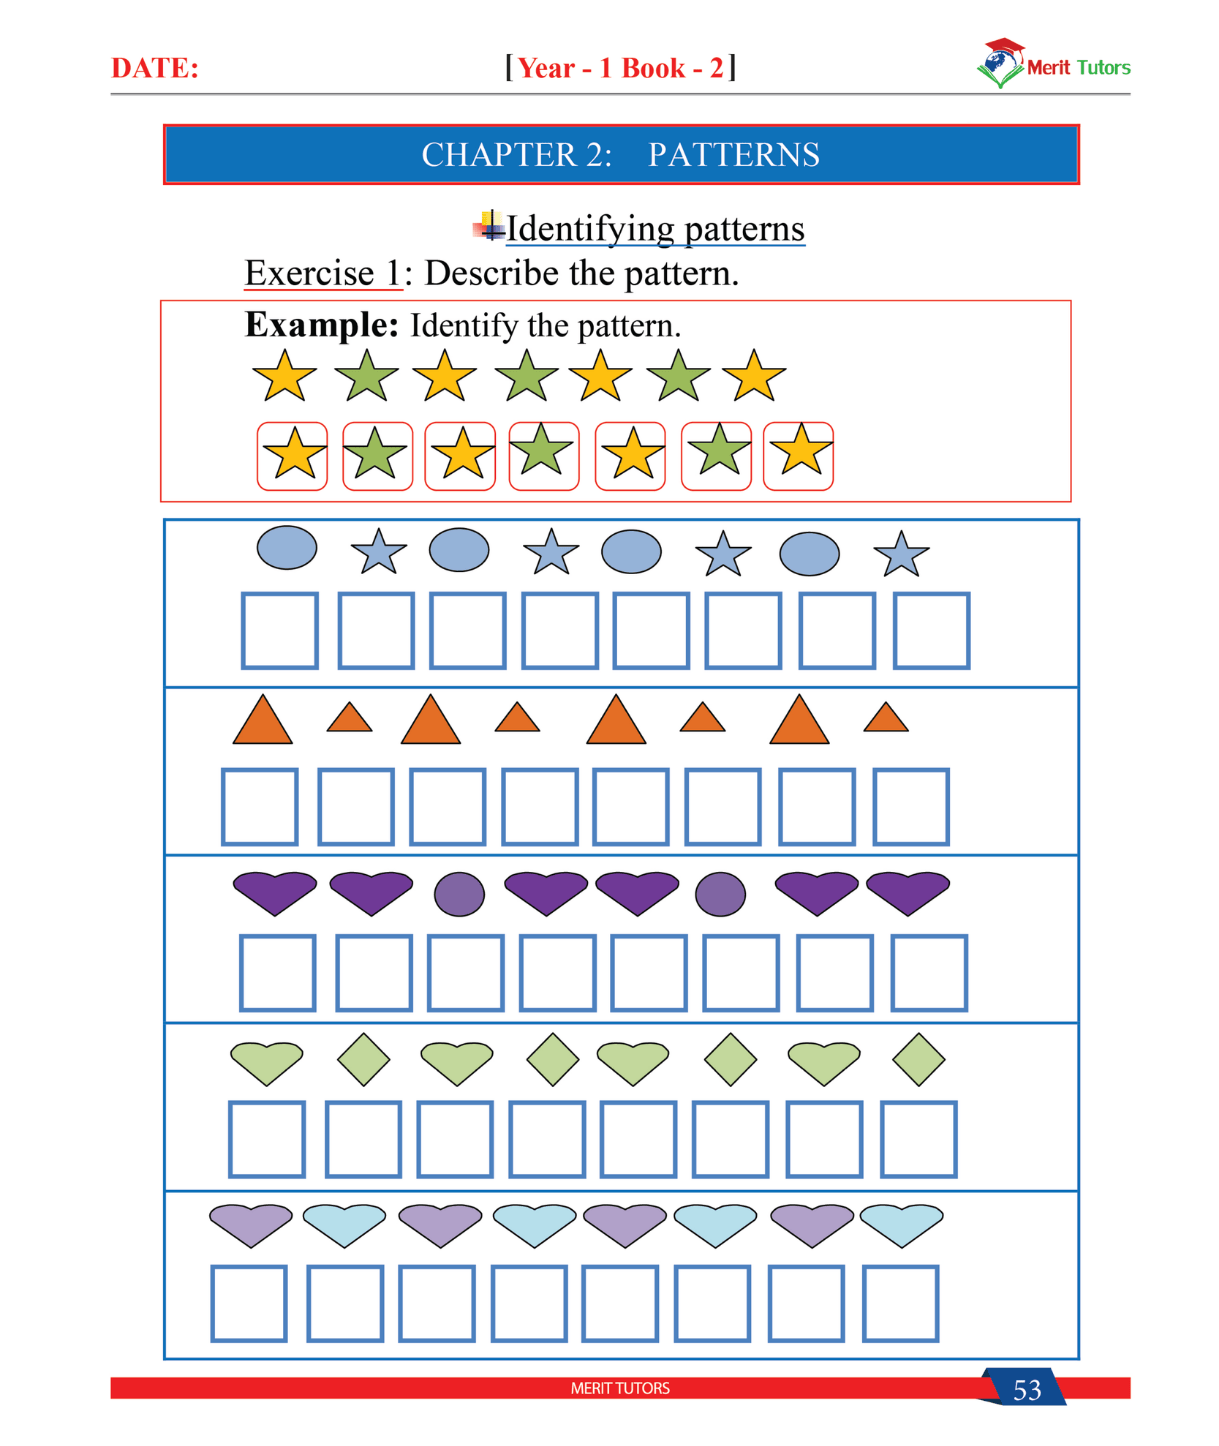 DATE:
[Year - 1 Book - 2]
Merit Tutors
CHAPTER 2: PATTERNS
Identifying patterns
Exercise 1: Describe the pattern.
Example: Identify the pattern.
MERIT TUTORS
53